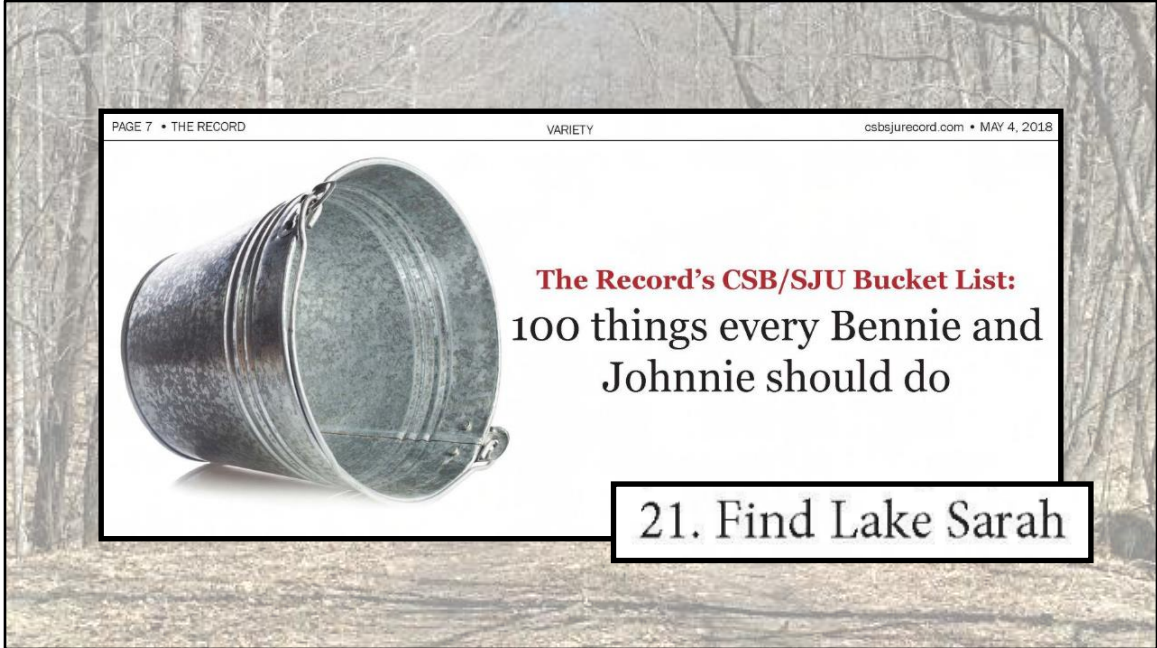 PAGE 7 • THE RECORD
VARIETY
csbsjurecord.com • MAY 4, 2018
The Record's CSB/SJU Bucket List:
100 things every Bennie and
Johnnie should do
21. Find Lake Sarah